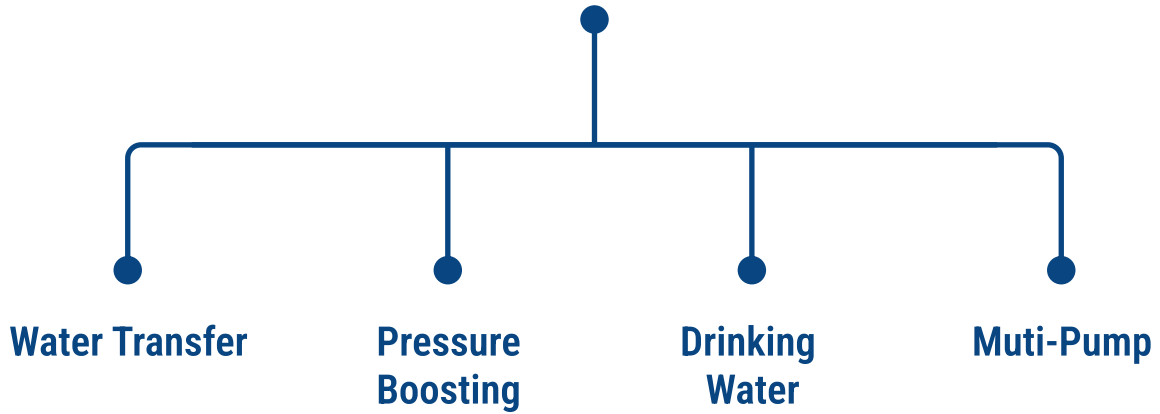 Water Transfer
Pressure
Boosting
Drinking
Water
Muti-Pump